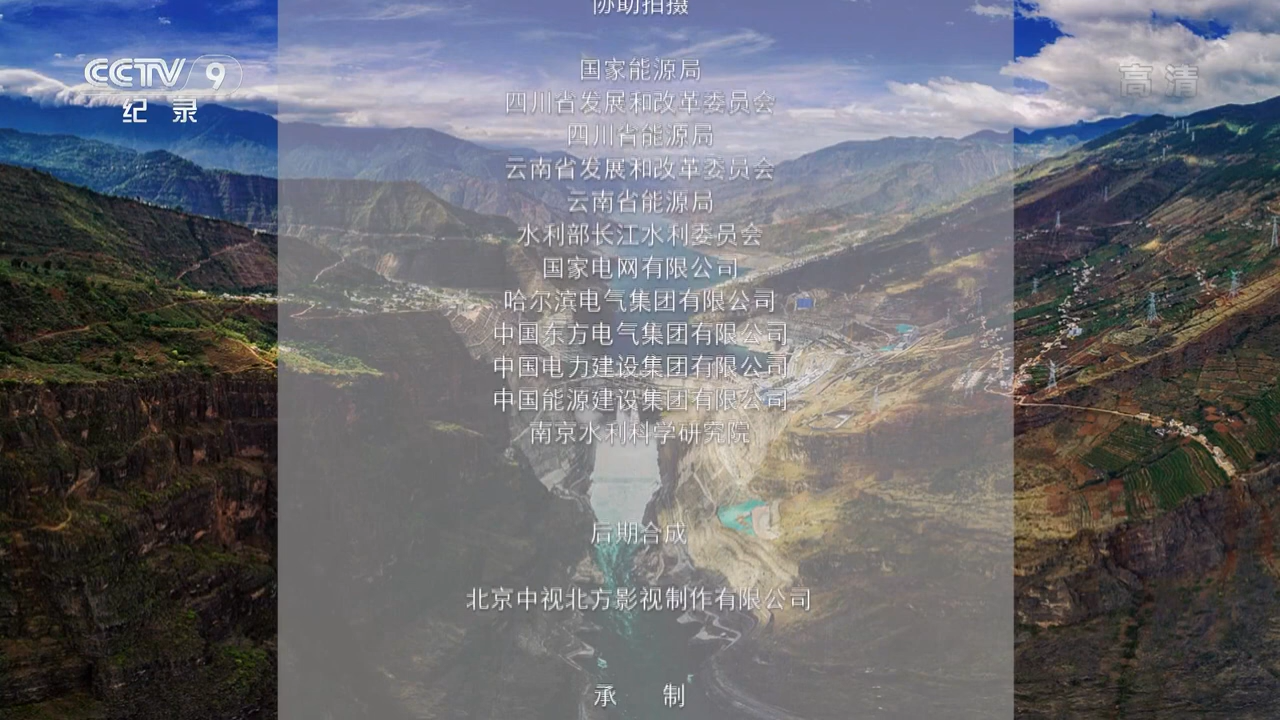 协助拍摄
CCTV 9
纪录
高清
国家能源局
四川省发展和改革委员会
四川省能源局
云南省发展和改革委员会
云南省能源局
水利部长江水利委员会
国家电网有限公司
哈尔滨电气集团有限公司
中国东方电气集团有限公司
中国电力建设集团有限公司
中国能源建设集团有限公司
南京水利科学研究院
后期合成
北京中视北方影视制作有限公司
承 制